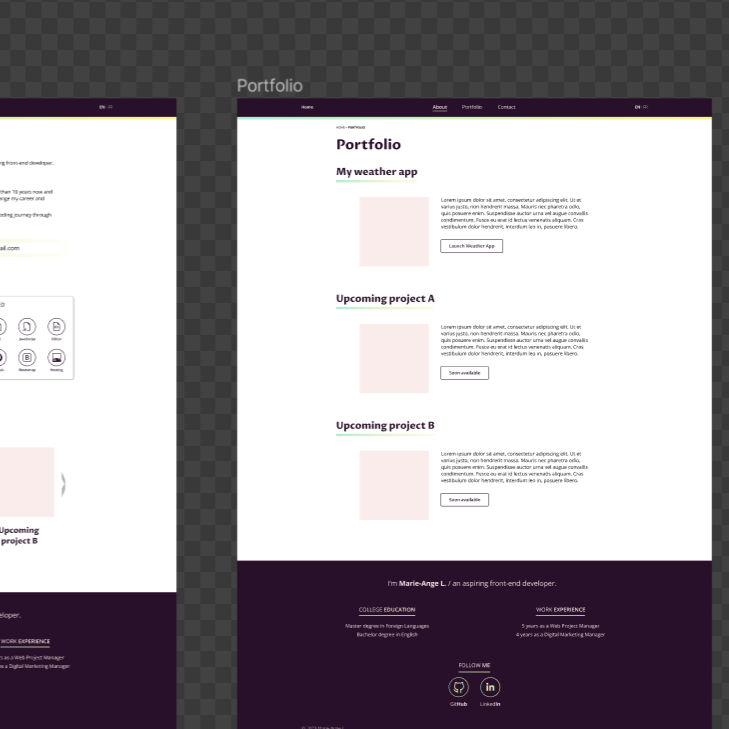 Portfolio
EN / FR
ng front-end developer.
than 10 years now and
nge my career and
oding journey through
ail.com
ED
JavaScript
Editor
Bootstrap
Hosting
Upcoming
project B
eloper.
WORK EXPERIENCE
rs as a Web Project Manager
as a Digital Marketing Manager
Home
About
Portfolio
Contact
EN / FR
HOME > PORTFOLIO
Portfolio
My weather app
Lorem ipsum dolor sit amet, consectetur adipiscing elit. Ut et
varius justo, non hendrerit massa. Mauris nec pharetra odio,
quis posuere enim. Suspendisse auctor urna vel augue convallis
condimentum. Fusce eu erat id lectus venenatis aliquam. Cras
vestibulum dolor hendrerit, interdum leo in, posuere libero.
Launch Weather App
Upcoming project A
Lorem ipsum dolor sit amet, consectetur adipiscing elit. Ut et
varius justo, non hendrerit massa. Mauris nec pharetra odio,
quis posuere enim. Suspendisse auctor urna vel augue convallis
condimentum. Fusce eu erat id lectus venenatis aliquam. Cras
vestibulum dolor hendrerit, interdum leo in, posuere libero.
Soon available
Upcoming project B
Lorem ipsum dolor sit amet, consectetur adipiscing elit. Ut et
varius justo, non hendrerit massa. Mauris nec pharetra odio,
quis posuere enim. Suspendisse auctor urna vel augue convallis
condimentum. Fusce eu erat id lectus venenatis aliquam. Cras
vestibulum dolor hendrerit, interdum leo in, posuere libero.
Soon available
I'm Marie-Ange L. / an aspiring front-end developer.
COLLEGE EDUCATION
Master degree in Foreign Languages
Bachelor degree in English
WORK EXPERIENCE
5 years as a Web Project Manager
4 years as a Digital Marketing Manager
FOLLOW ME
in
GitHub
LinkedIn